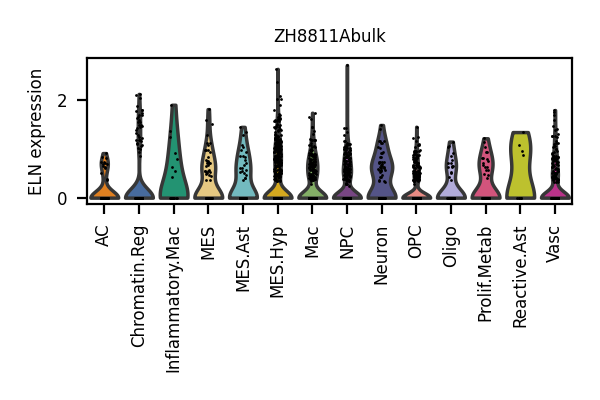 ZH8811Abulk
ELN expression
2
0
AC
Chromatin.Reg
Inflammatory.Mac
MES
MES.Ast
MES.Hyp
Mac
NPC
Neuron
OPC
Oligo
Prolif.Metab
Reactive.Ast
Vasc